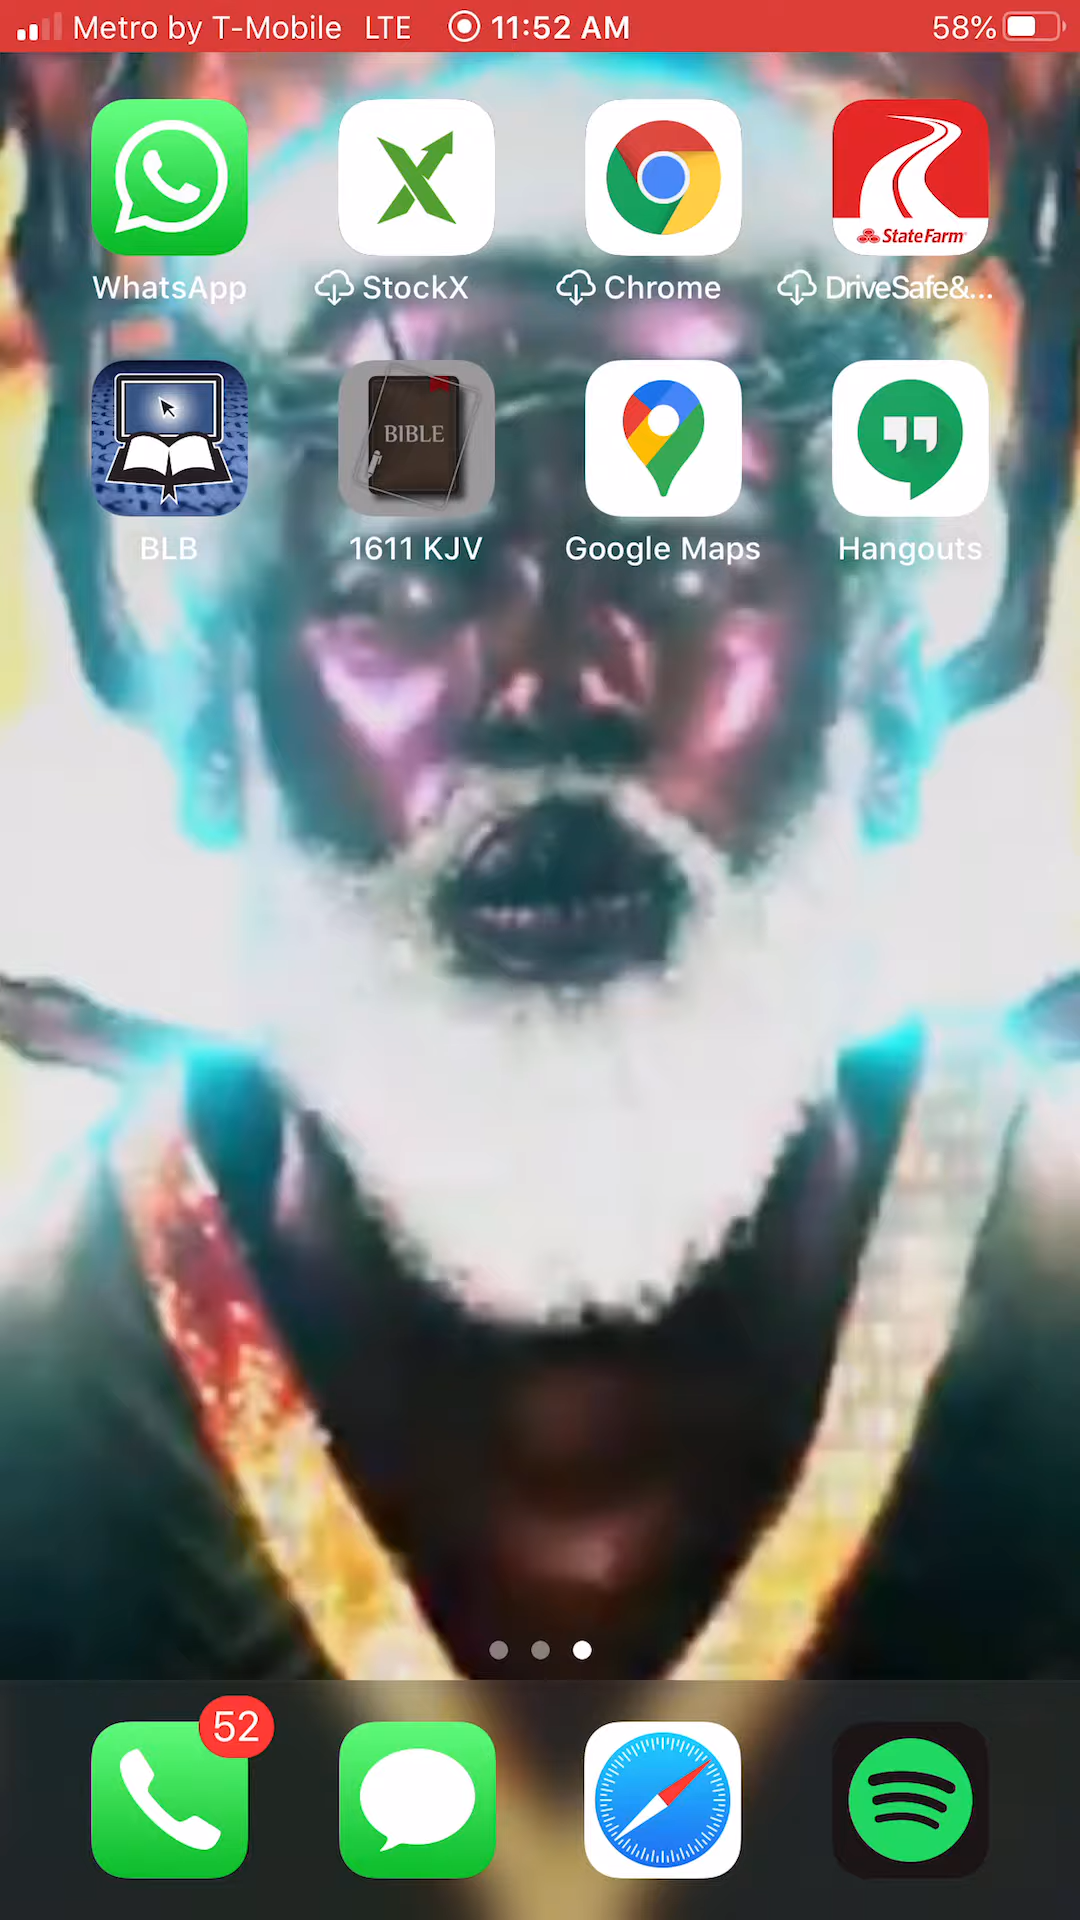 Metro by T-Mobile LTE 11:52 AM 58%
StateFarm
WhatsApp StockX Chrome DriveSafe&...
BIBLE
BLB 1611 KJV Google Maps Hangouts
52